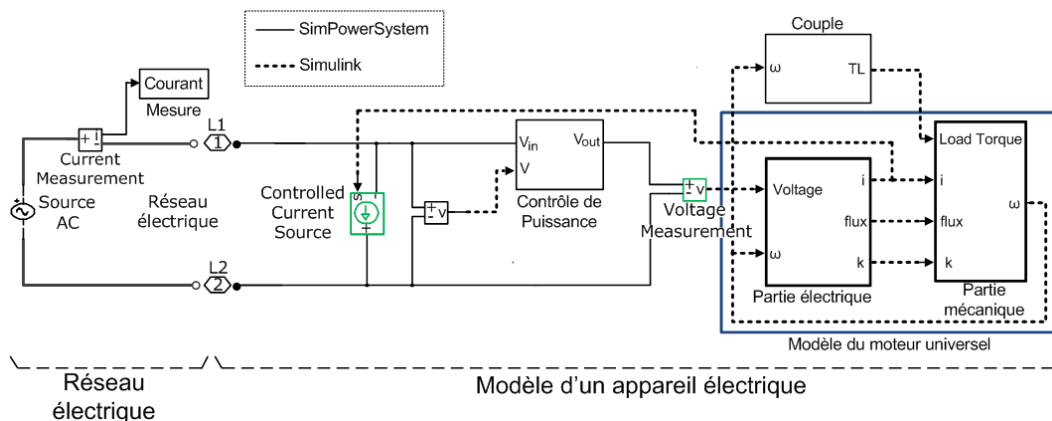 SimPowerSystem
Simulink
Couple
ω
TL
Courant
Mesure
Current
Measurement
Source
AC
Réseau
électrique
L1
1
L2
2
s
Controlled
Current
Source
v
V_in
V
V_out
Contrôle de
Puissance
v
Voltage
Measurement
Voltage
i
flux
ω
k
Partie électrique
Load Torque
i
flux
k
ω
Partie
mécanique
Modèle du moteur universel
Réseau
électrique
Modèle d'un appareil électrique